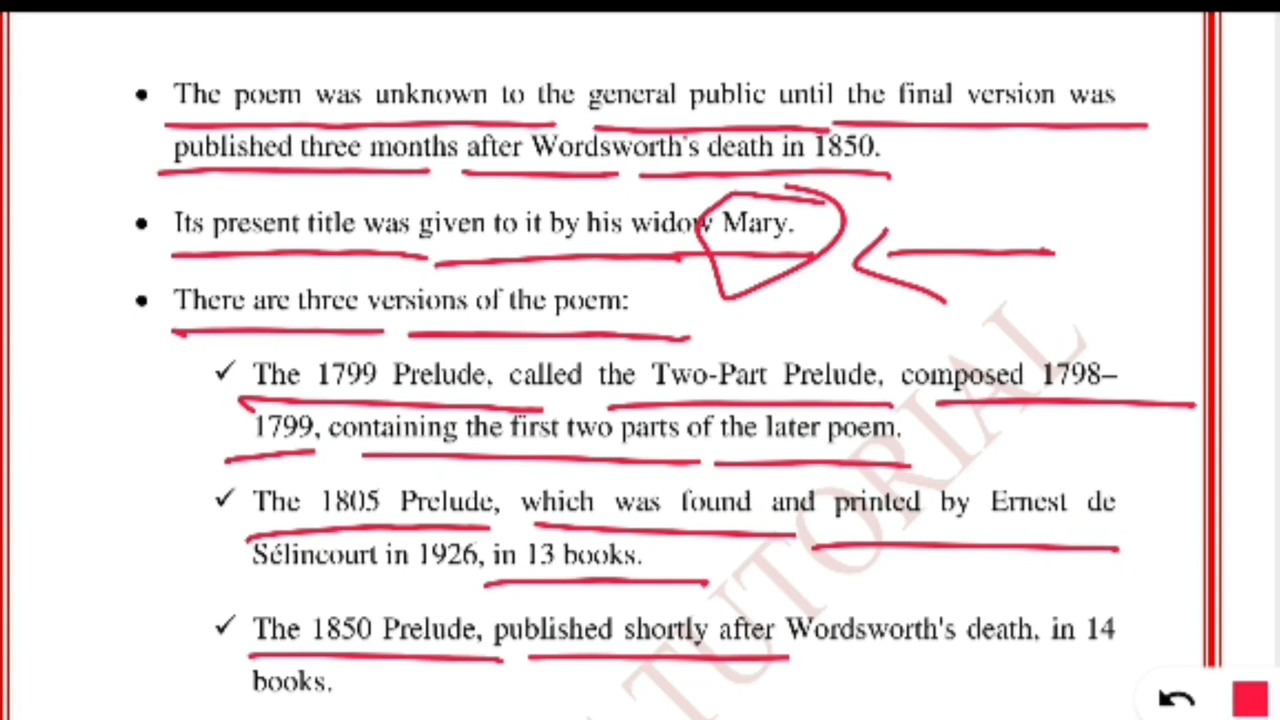 • The poem was unknown to the general public until the final version was
published three months after Wordsworth's death in 1850.
• Its present title was given to it by his widow Mary.
• There are three versions of the poem:
✓ The 1799 Prelude, called the Two-Part Prelude, composed 1798–
1799, containing the first two parts of the later poem.
✓ The 1805 Prelude, which was found and printed by Ernest de
Sélincourt in 1926, in 13 books.
✓ The 1850 Prelude, published shortly after Wordsworth's death, in 14
books.
TUTORIAL